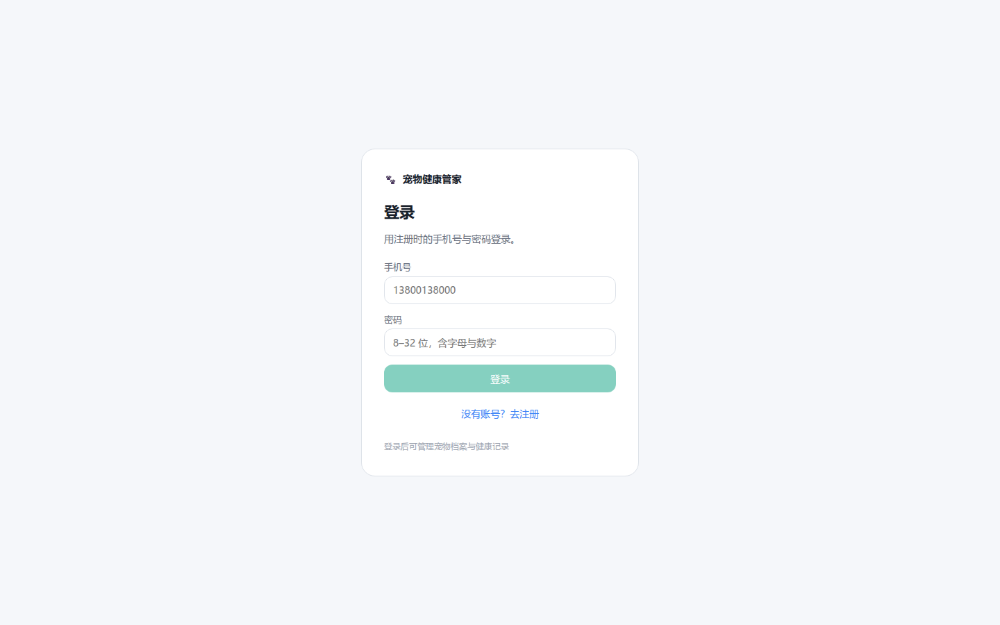 宠物健康管家
登录
用注册时的手机号与密码登录。
手机号
13800138000
密码
8–32 位，含字母与数字
登录
没有账号？去注册
登录后可管理宠物档案与健康记录